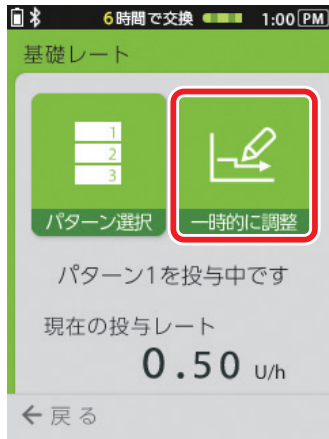 6時間で交換 1:00 PM
基礎レート
1
2
3
パターン選択 一時的に調整
パターン1を投与中です
現在の投与レート
0.50 U/h
戻る